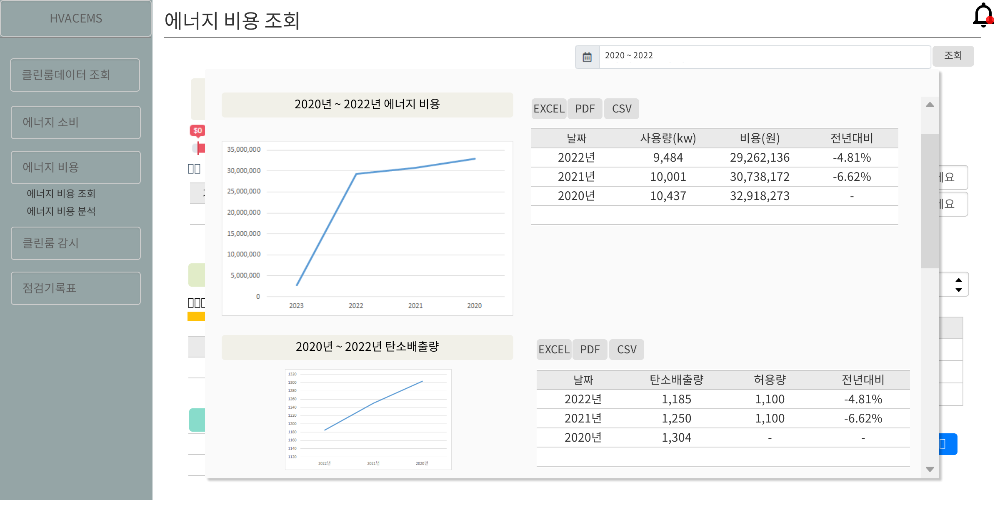 HVACEMS
클린룸데이터 조회
에너지 소비
에너지 비용
에너지 비용 조회
에너지 비용 분석
클린룸 감시
점검기록표
에너지 비용 조회
2020 ~ 2022
조회
$0
2020년 ~ 2022년 에너지 비용
35,000,000
30,000,000
25,000,000
20,000,000
15,000,000
10,000,000
5,000,000
0
2023 2022 2021 2020
EXCEL PDF CSV
날짜 사용량(kw) 비용(원) 전년대비
2022년 9,484 29,262,136 -4.81%
2021년 10,001 30,738,172 -6.62%
2020년 10,437 32,918,273 -
요
요
2020년 ~ 2022년 탄소배출량
1320
1300
1280
1260
1240
1220
1200
1180
1160
1140
1120
2022년 2021년 2020년
EXCEL PDF CSV
날짜 탄소배출량 허용량 전년대비
2022년 1,185 1,100 -4.81%
2021년 1,250 1,100 -6.62%
2020년 1,304 - -